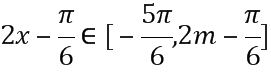 2x − π/6 ∈ [ − 5π/6, 2m − π/6 ]